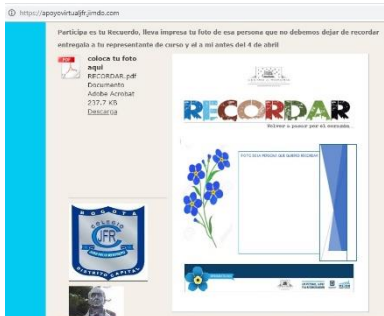 https://apoyovirtualjfr.jimdo.com
Participa es tu Recuerdo, lleva impresa tu foto de esa persona que no debemos dejar de recordar
entregala a tu representante de curso y el a mi antes del 4 de abril
coloca tu foto
aqui
RECORDAR.pdf
Documento
Adobe Acrobat
237.7 KB
Descarga
RECORDAR
Volver a pasar por el corazón...
FOTO ESA PERSONA QUE QUIERES RECORDAR
BOGOTÁ
COLEGIO
JFR
DISTRITO CAPITAL